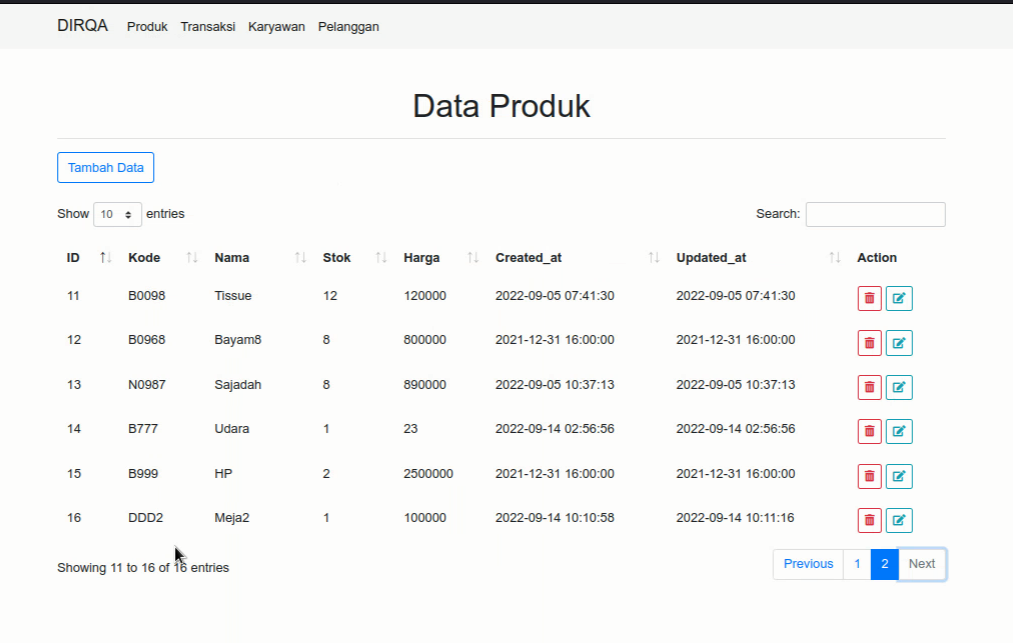 DIRQA Produk Transaksi Karyawan Pelanggan
Data Produk
Tambah Data
Show 10 entries Search:
ID Kode Nama Stok Harga Created_at Updated_at Action
11 B0098 Tissue 12 120000 2022-09-05 07:41:30 2022-09-05 07:41:30
12 B0968 Bayam8 8 800000 2021-12-31 16:00:00 2021-12-31 16:00:00
13 N0987 Sajadah 8 890000 2022-09-05 10:37:13 2022-09-05 10:37:13
14 B777 Udara 1 23 2022-09-14 02:56:56 2022-09-14 02:56:56
15 B999 HP 2 2500000 2021-12-31 16:00:00 2021-12-31 16:00:00
16 DDD2 Meja2 1 100000 2022-09-14 10:10:58 2022-09-14 10:11:16
Showing 11 to 16 of 16 entries Previous 1 2 Next